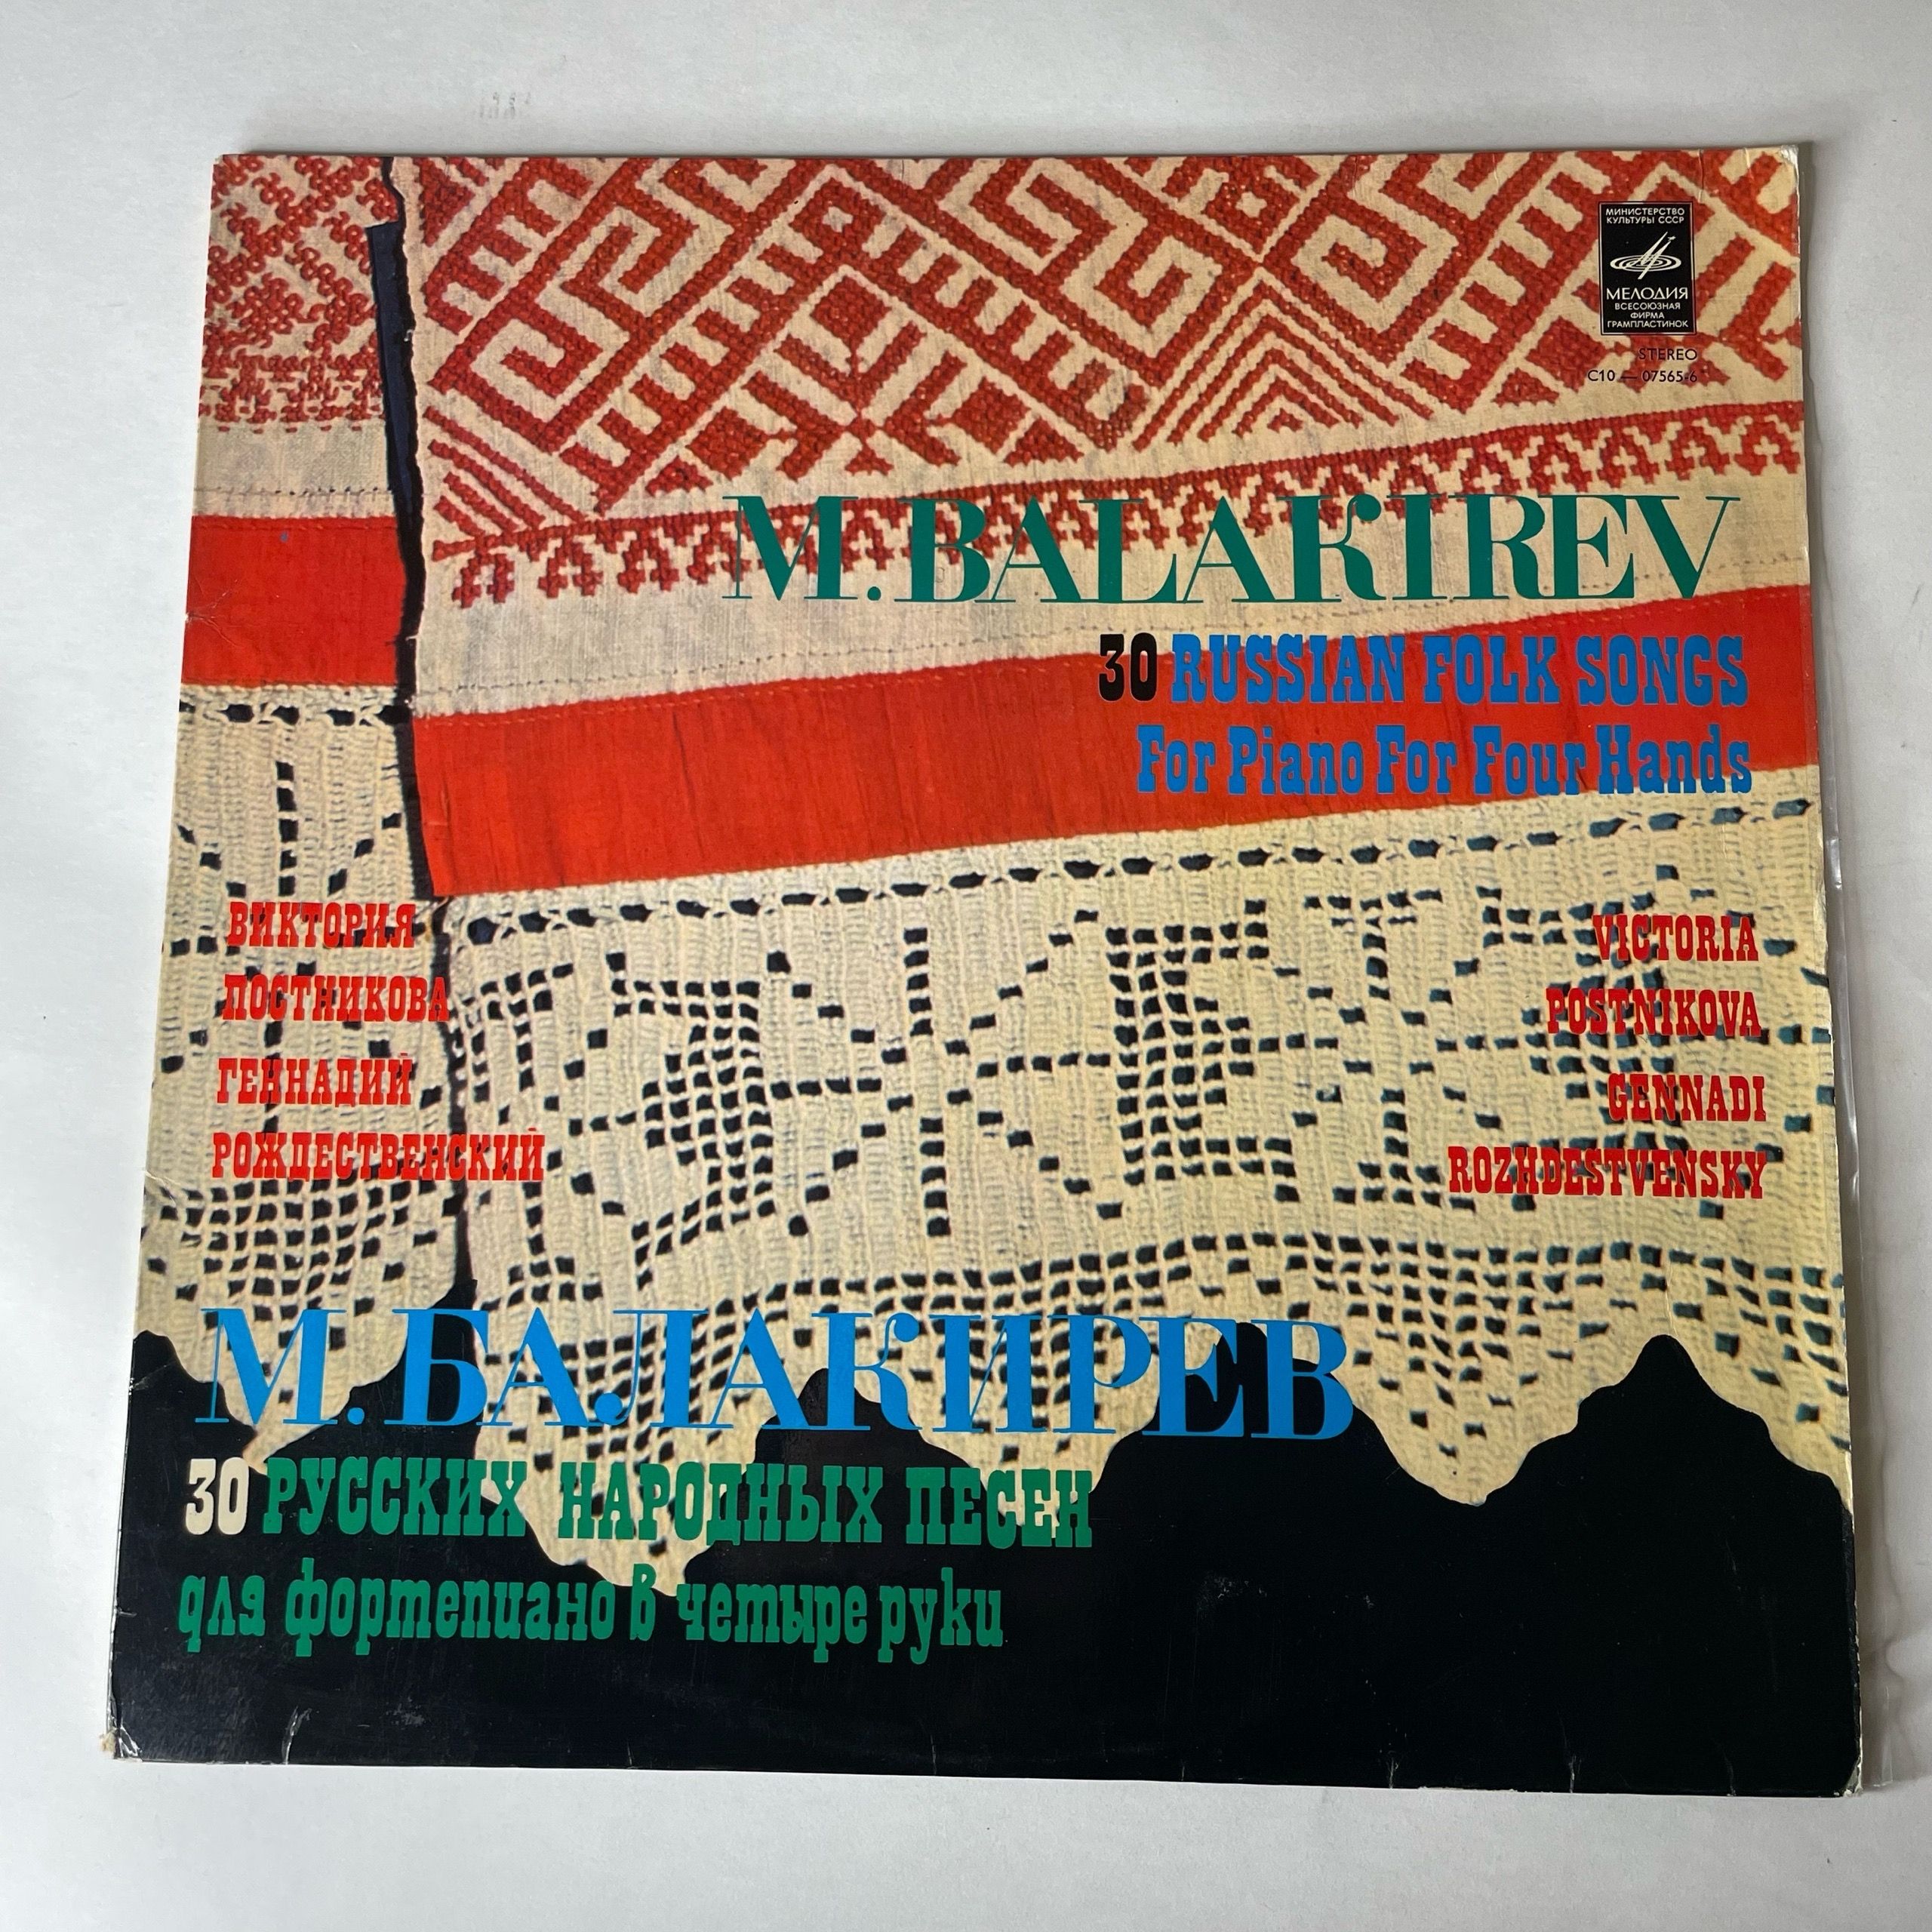 МИНИСТЕРСТВО
КУЛЬТУРЫ СССР
МЕЛОДИЯ
ВСЕСОЮЗНАЯ
ФИРМА
ГРАМПЛАСТИНОК
STEREO
С10 — 07565-6
M. BALAKIREV
30 RUSSIAN FOLK SONGS
For Piano For Four Hands
ВИКТОРИЯ
ПОСТНИКОВА
ГЕННАДИЙ
РОЖДЕСТВЕНСКИЙ
VICTORIA
POSTNIKOVA
GENNADI
ROZHDESTVENSKY
М. БАЛАКИРЕВ
30 РУССКИХ НАРОДНЫХ ПЕСЕН
для фортепиано в четыре руки